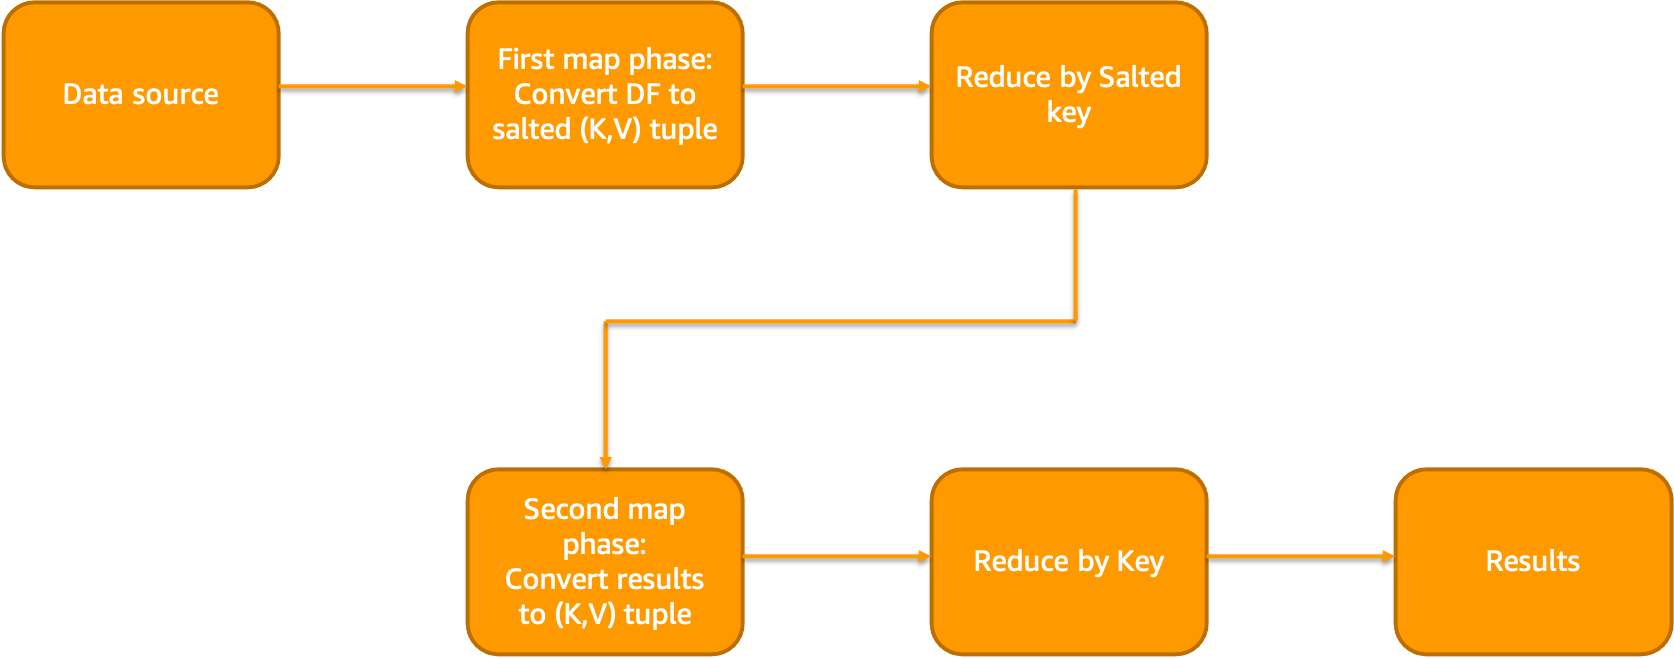 Data source
First map phase:
Convert DF to
salted (K,V) tuple
Reduce by Salted
key
Second map
phase:
Convert results
to (K,V) tuple
Reduce by Key
Results